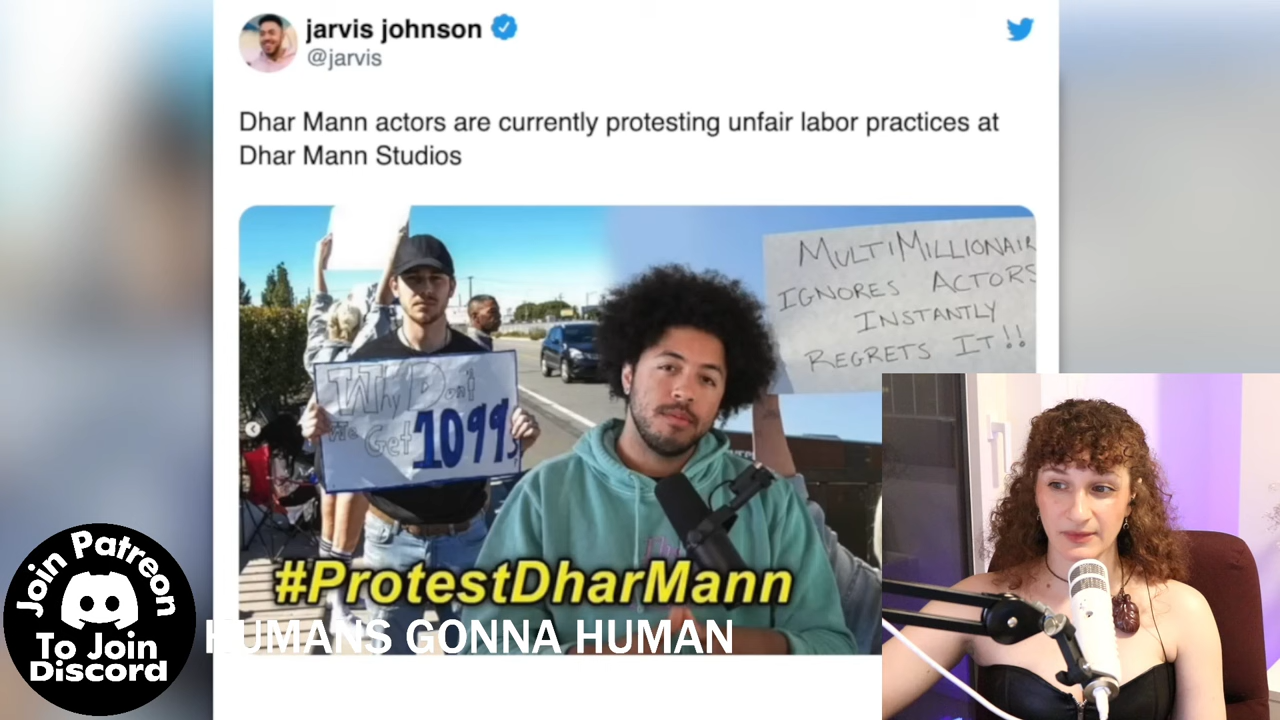 jarvis johnson
@jarvis
Dhar Mann actors are currently protesting unfair labor practices at
Dhar Mann Studios
MULTIMILLIONAIR
IGNORES ACTORS
INSTANTLY
REGRETS IT!!
Why Don't
We Get 1099s
#ProtestDharMann
HUMANS GONNA HUMAN
Join Patreon
To Join
Discord